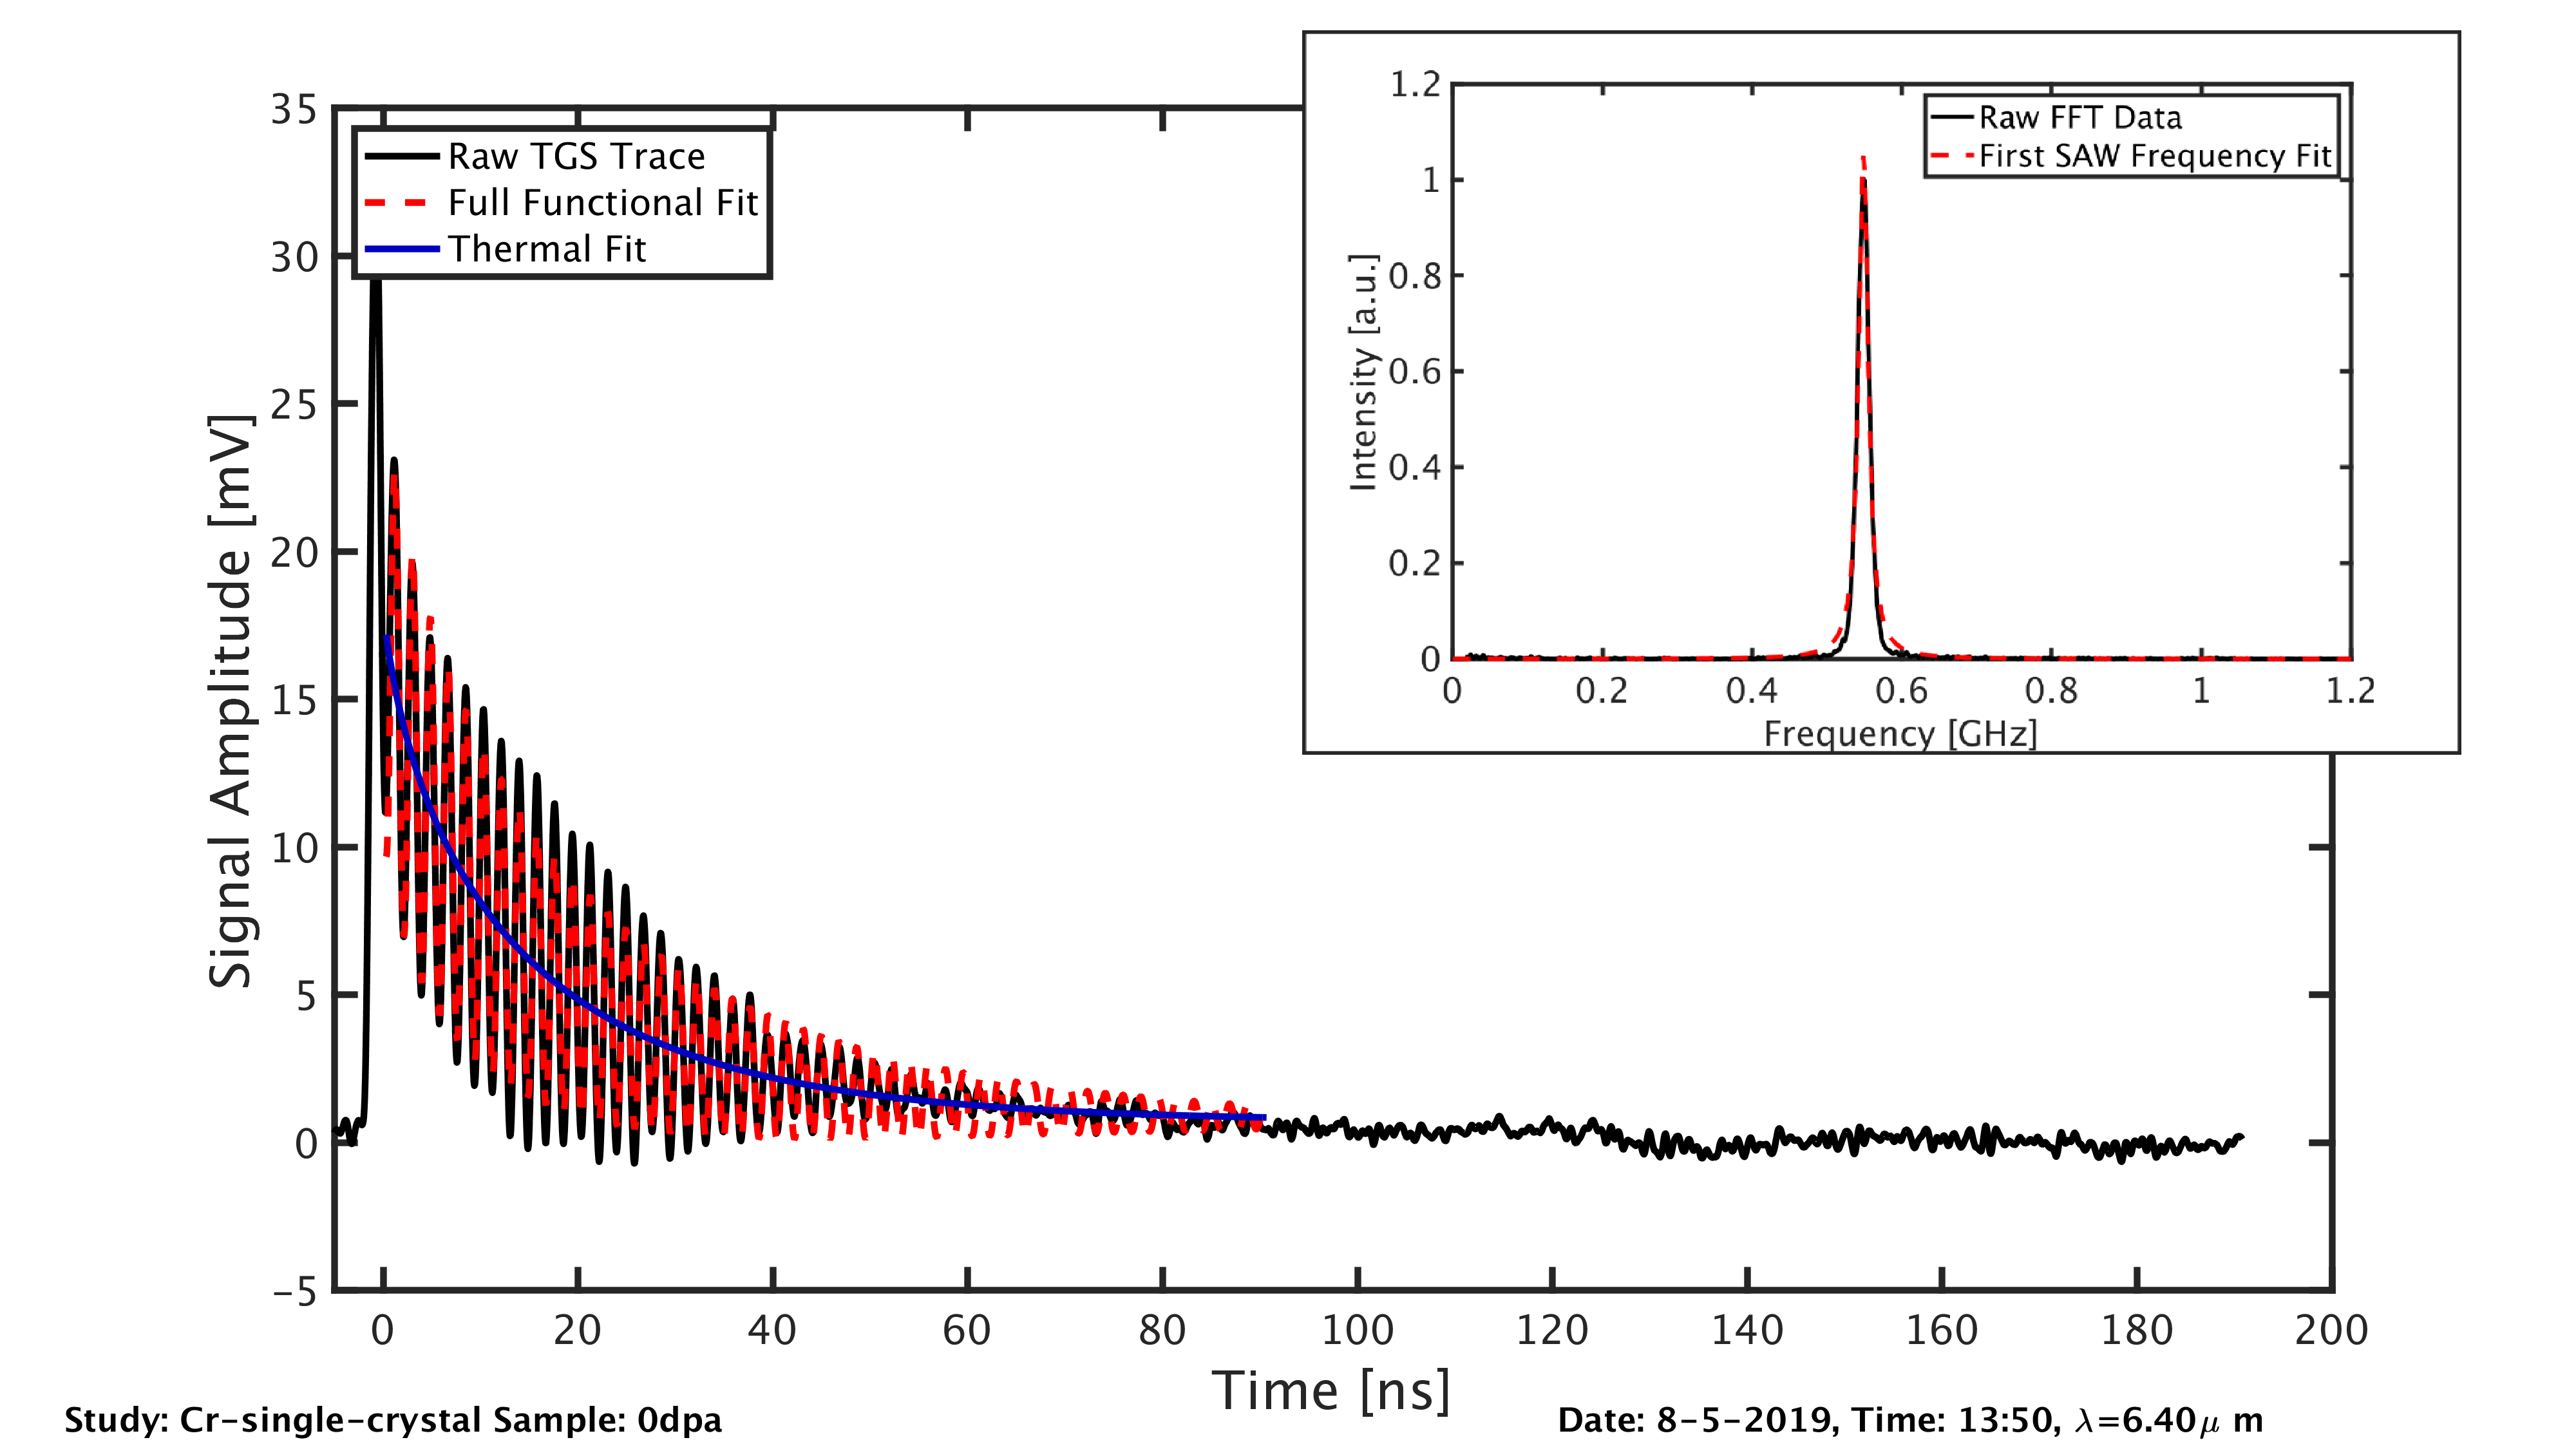 35
30
25
20
15
10
5
0
−5
Signal Amplitude [mV]
Raw TGS Trace
Full Functional Fit
Thermal Fit
1.2
1
0.8
0.6
0.4
0.2
0
Intensity [a.u.]
Raw FFT Data
First SAW Frequency Fit
0 0.2 0.4 0.6 0.8 1 1.2
Frequency [GHz]
0 20 40 60 80 100 120 140 160 180 200
Time [ns]
Study: Cr−single−crystal Sample: 0dpa
Date: 8−5−2019, Time: 13:50, λ=6.40μ m